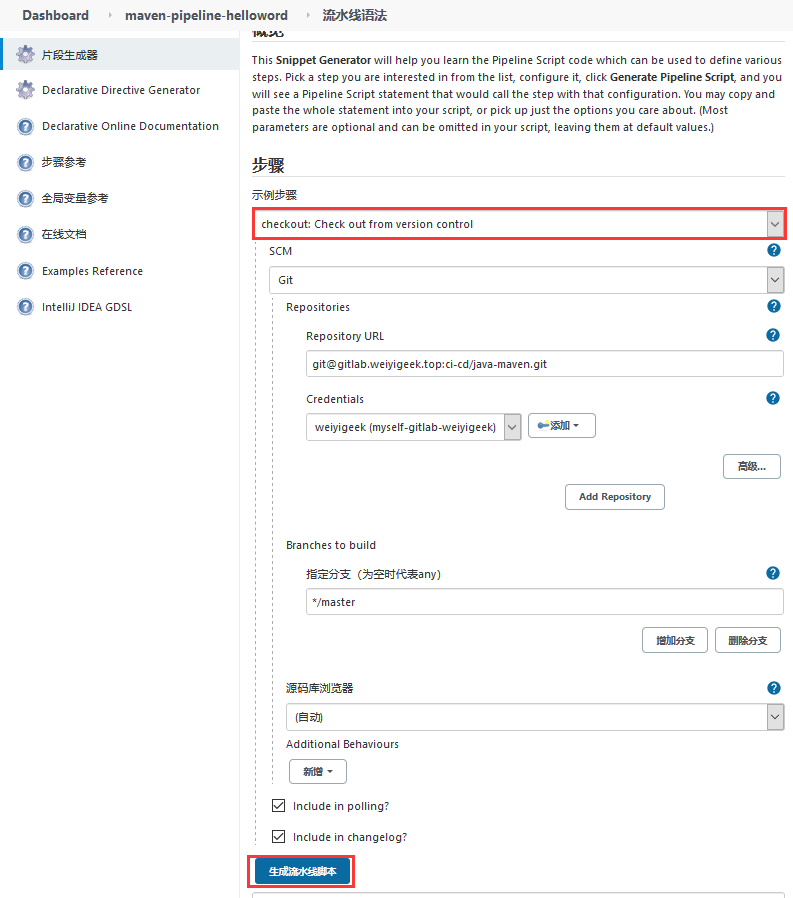 Dashboard maven-pipeline-helloword 流水线语法
概览
片段生成器
Declarative Directive Generator
Declarative Online Documentation
步骤参考
全局变量参考
在线文档
Examples Reference
IntelliJ IDEA GDSL
This Snippet Generator will help you learn the Pipeline Script code which can be used to define various
steps. Pick a step you are interested in from the list, configure it, click Generate Pipeline Script, and you
will see a Pipeline Script statement that would call the step with that configuration. You may copy and
paste the whole statement into your script, or pick up just the options you care about. (Most
parameters are optional and can be omitted in your script, leaving them at default values.)
步骤
示例步骤
checkout: Check out from version control
SCM
Git
Repositories
Repository URL
git@gitlab.weiyigeek.top:ci-cd/java-maven.git
Credentials
weiyigeek (myself-gitlab-weiyigeek) 添加
高级...
Add Repository
Branches to build
指定分支（为空时代表any）
*/master
增加分支 删除分支
源码库浏览器
(自动)
Additional Behaviours
新增
Include in polling?
Include in changelog?
生成流水线脚本